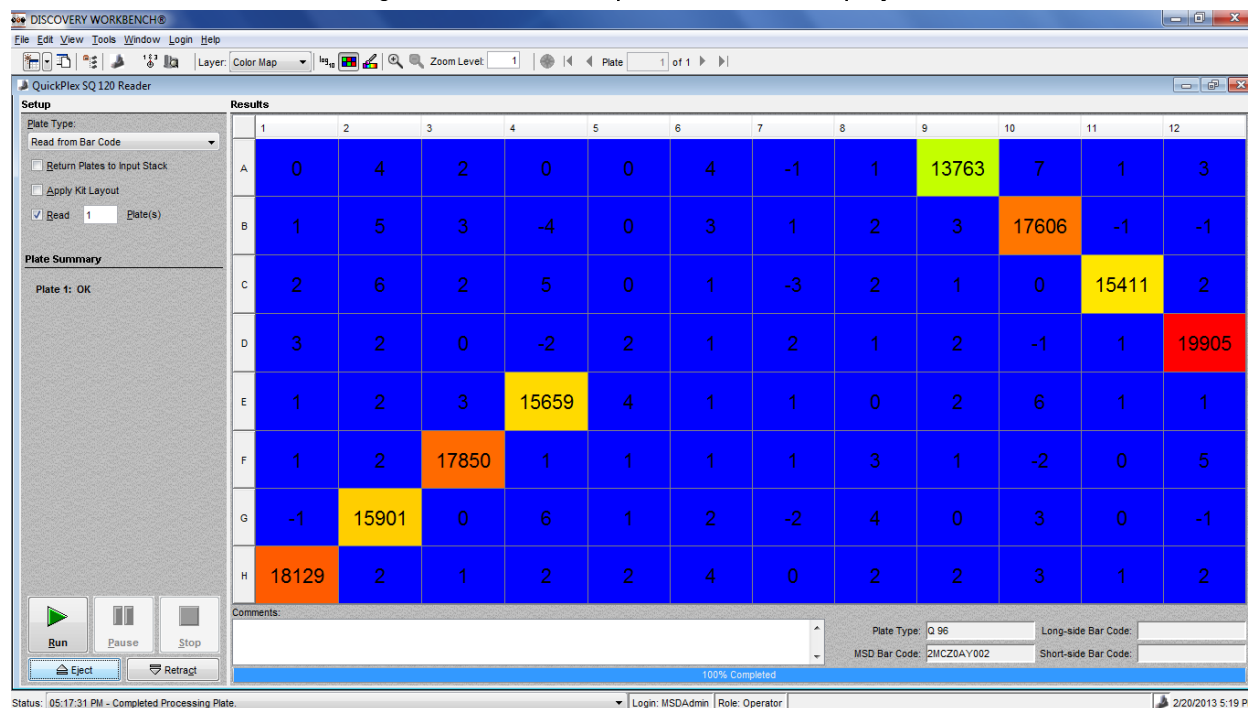 DISCOVERY WORKBENCH®
File Edit View Tools Window Login Help
Layer: Color Map log10 Zoom Level: 1 Plate 1 of 1
QuickPlex SQ 120 Reader
Setup Results
Plate Type:
Read from Bar Code
Return Plates to Input Stack
Apply Kit Layout
Read 1 Plate(s)
Plate Summary
Plate 1: OK
1 2 3 4 5 6 7 8 9 10 11 12
A 0 4 2 0 0 4 -1 1 13763 7 1 3
B 1 5 3 -4 0 3 1 2 3 17606 -1 -1
C 2 6 2 5 0 1 -3 2 1 0 15411 2
D 3 2 0 -2 2 1 2 1 2 -1 1 19905
E 1 2 3 15659 4 1 1 0 2 6 1 1
F 1 2 17850 1 1 1 1 3 1 -2 0 5
G -1 15901 0 6 1 2 -2 4 0 3 0 -1
H 18129 2 1 2 2 4 0 2 2 3 1 2
Run Pause Stop
Eject Retract
Comments:
Plate Type: Q 96 Long-side Bar Code:
MSD Bar Code: 2MCZ0AY002 Short-side Bar Code:
100% Completed
Status: 05:17:31 PM - Completed Processing Plate. Login: MSDAdmin Role: Operator 2/20/2013 5:19 P